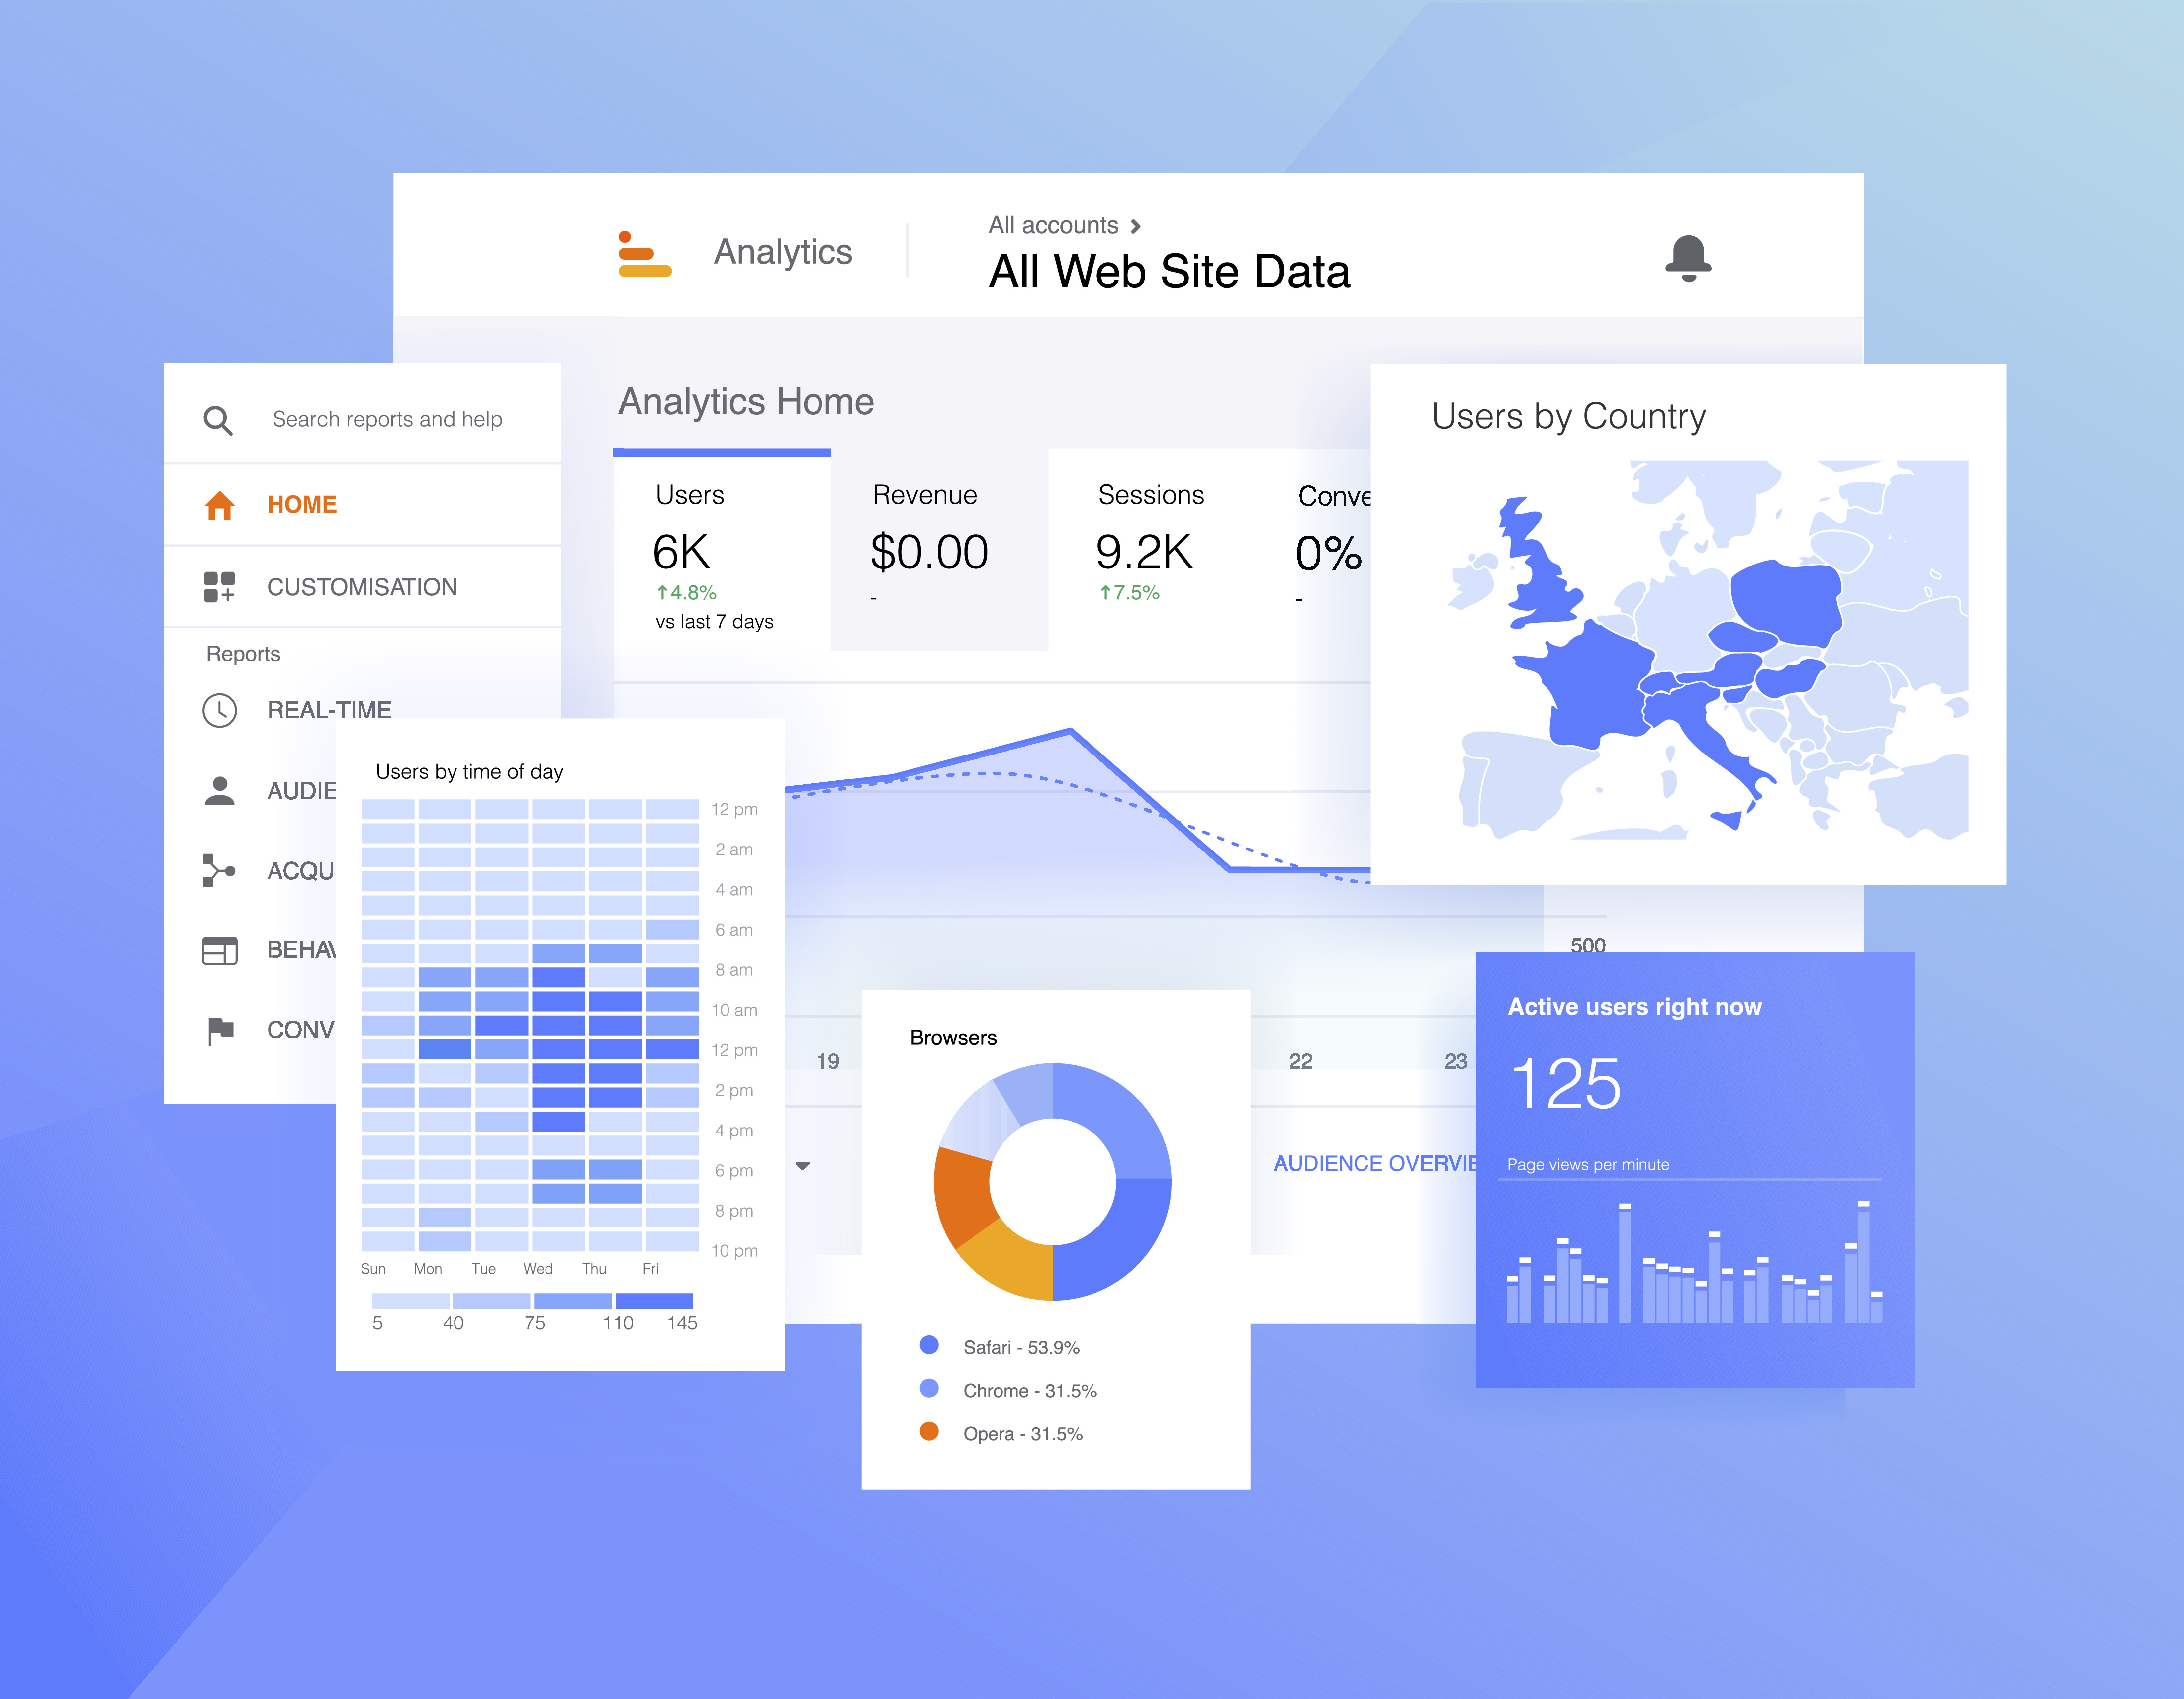 Analytics
All accounts
All Web Site Data
Search reports and help
HOME
CUSTOMISATION
Reports
REAL-TIME
AUDIE
ACQU
BEHAV
CONV
Analytics Home
Users
6K
↑4.8%
vs last 7 days
Revenue
$0.00
-
Sessions
9.2K
↑7.5%
Conve
0%
-
Users by Country
500
19
22
23
AUDIENCE OVERVIE
Users by time of day
12 pm
2 am
4 am
6 am
8 am
10 am
12 pm
2 pm
4 pm
6 pm
8 pm
10 pm
Sun Mon Tue Wed Thu Fri
5 40 75 110 145
Browsers
Safari - 53.9%
Chrome - 31.5%
Opera - 31.5%
Active users right now
125
Page views per minute